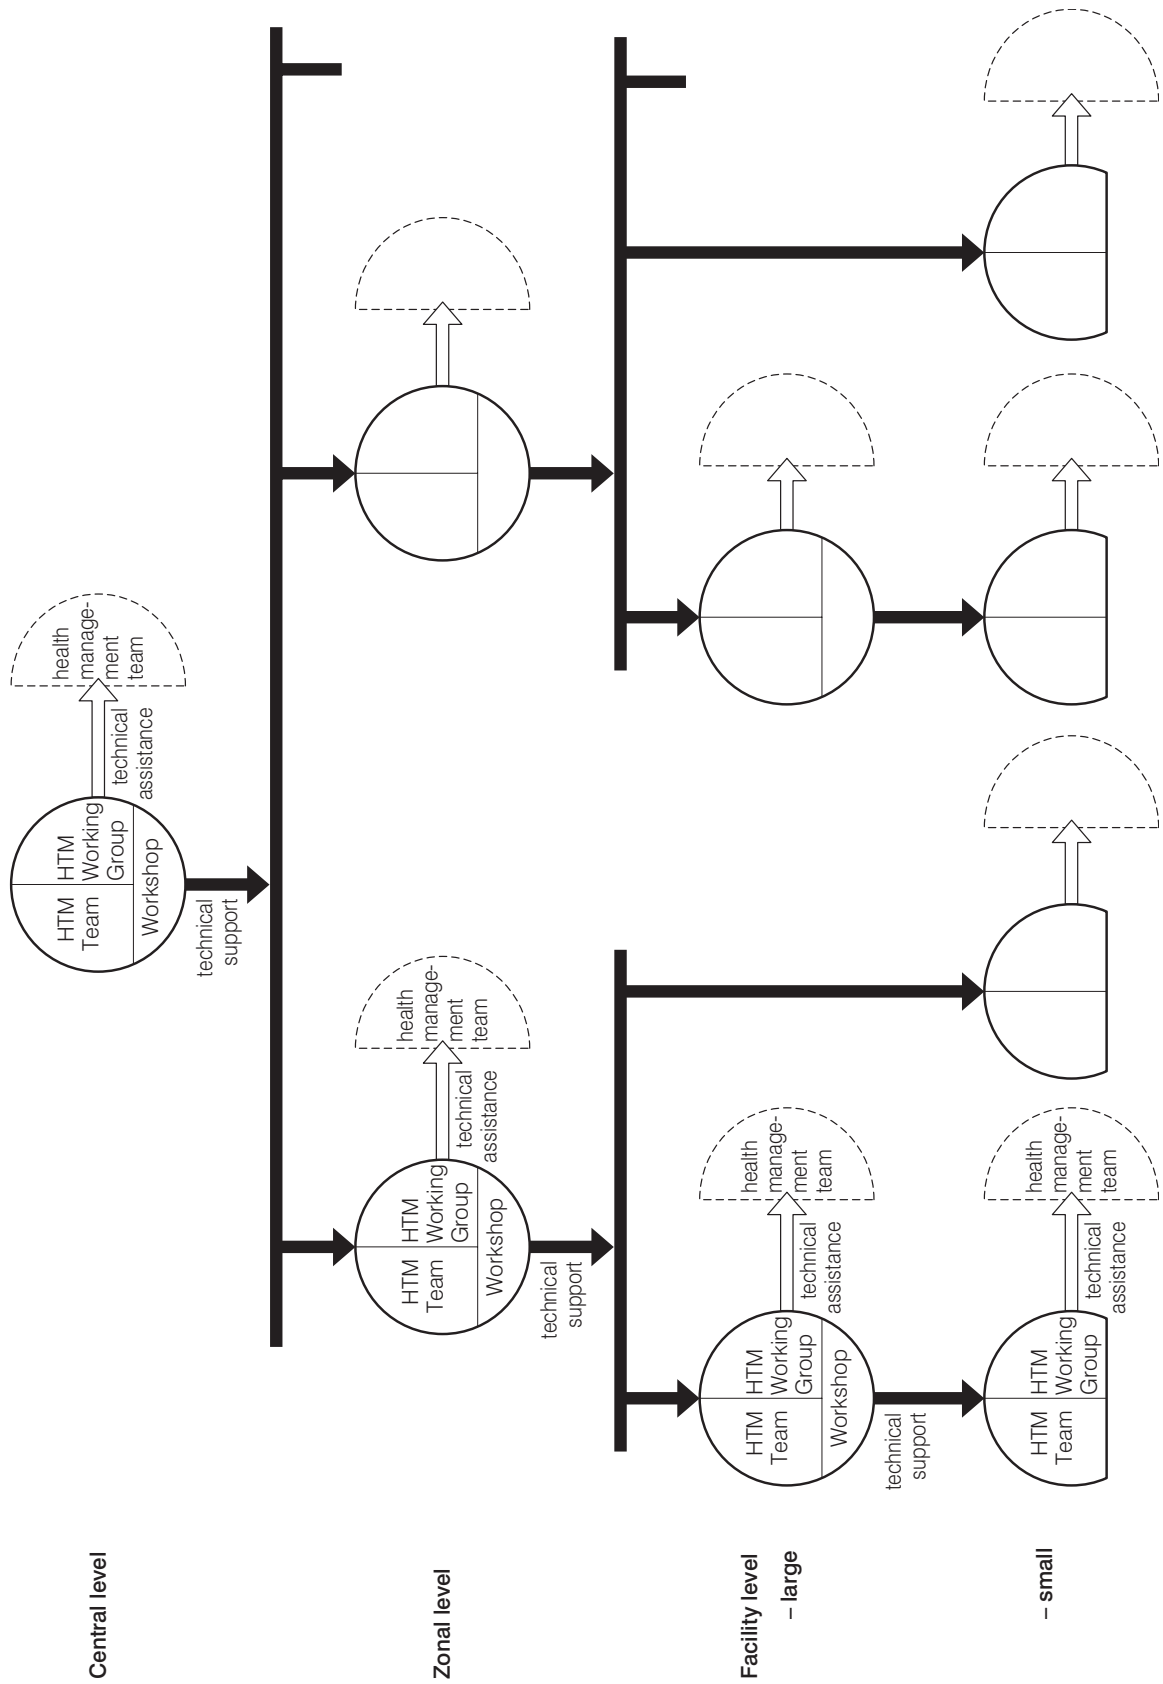 Central level
HTM
Team
HTM
Working
Group
Workshop
technical
assistance
health
manage-
ment
team
technical
support
Zonal level
HTM
Team
HTM
Working
Group
Workshop
technical
assistance
health
manage-
ment
team
technical
support
Facility level
– large
HTM
Team
HTM
Working
Group
Workshop
technical
assistance
health
manage-
ment
team
technical
support
– small
HTM
Team
HTM
Working
Group
technical
assistance
health
manage-
ment
team